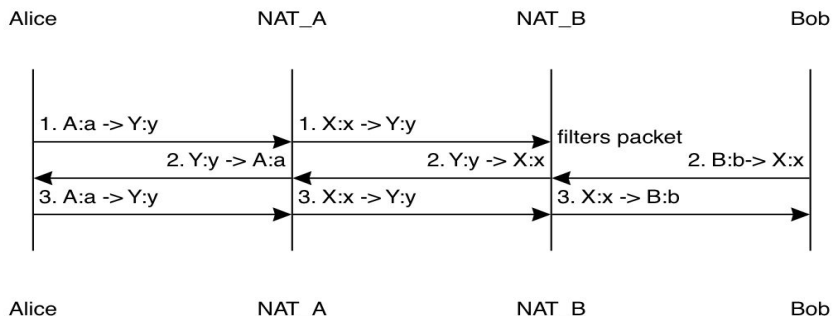 Alice NAT_A NAT_B Bob
1. A:a -> Y:y 1. X:x -> Y:y
filters packet
2. Y:y -> A:a 2. Y:y -> X:x 2. B:b-> X:x
3. A:a -> Y:y 3. X:x -> Y:y 3. X:x -> B:b
Alice NAT A NAT B Bob